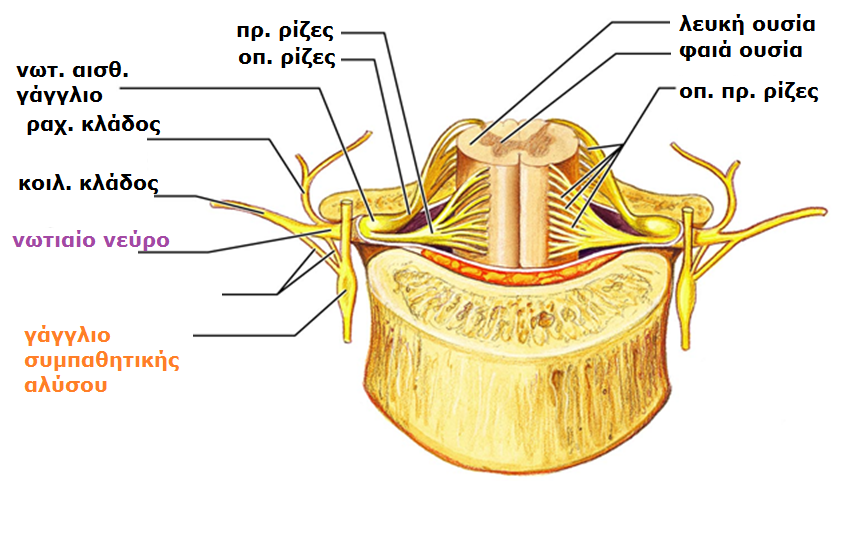 πρ. ρίζες
οπ. ρίζες
νωτ. αισθ.
γάγγλιο
ραχ. κλάδος
κοιλ. κλάδος
νωτιαίο νεύρο
γάγγλιο
συμπαθητικής
αλύσου
λευκή ουσία
φαιά ουσία
οπ. πρ. ρίζες